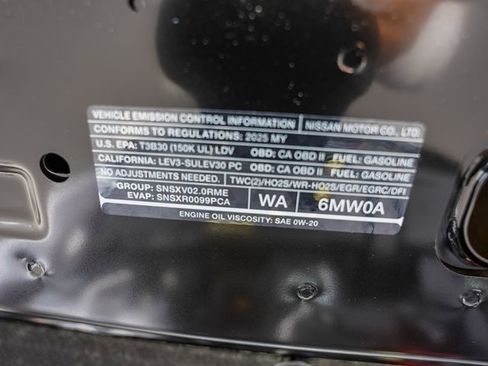 VEHICLE EMISSION CONTROL INFORMATION NISSAN MOTOR CO., LTD.
CONFORMS TO REGULATIONS: 2025 MY
U.S. EPA: T3B30 (150K UL) LDV OBD: CA OBD II FUEL: GASOLINE
CALIFORNIA: LEV3-SULEV30 PC OBD: CA OBD II FUEL: GASOLINE
NO ADJUSTMENTS NEEDED. TWC(2)/HO2S/WR-HO2S/EGR/EGRC/DFI
GROUP: SNSXV02.0RME WA 6MW0A
EVAP: SNSXR0099PCA
ENGINE OIL VISCOSITY: SAE 0W-20